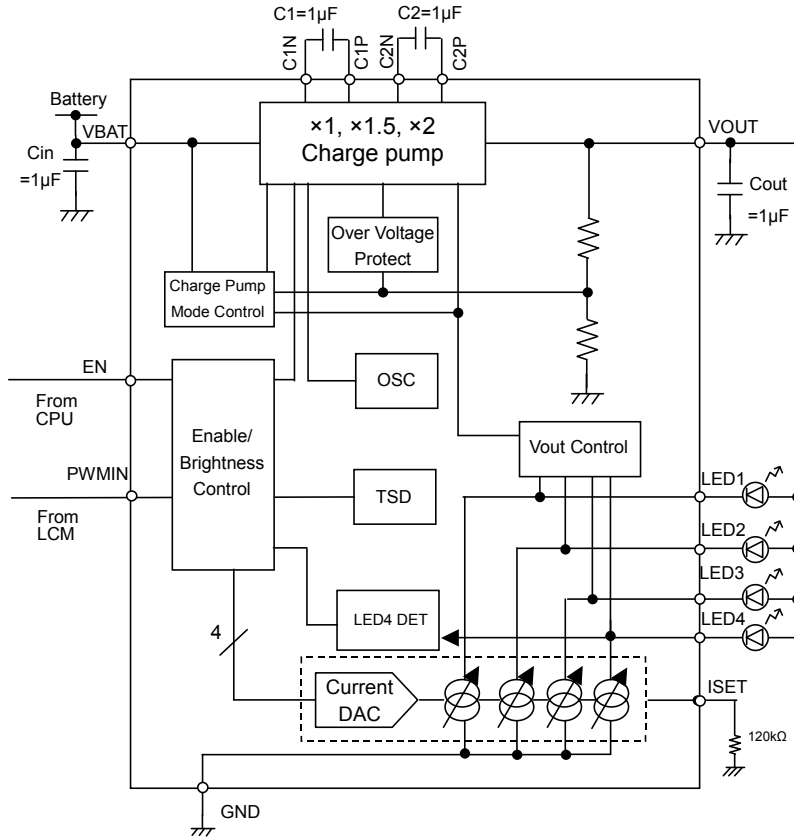 C1=1µF
C2=1µF
C1N
C1P
C2N
C2P
Battery
VBAT
×1, ×1.5, ×2
Charge pump
VOUT
Cin
=1µF
Cout
=1µF
Over Voltage
Protect
Charge Pump
Mode Control
EN
From
CPU
OSC
Enable/
Brightness
Control
Vout Control
PWMIN
From
LCM
TSD
LED1
LED2
LED3
LED4
LED4 DET
4
Current
DAC
ISET
120kΩ
GND